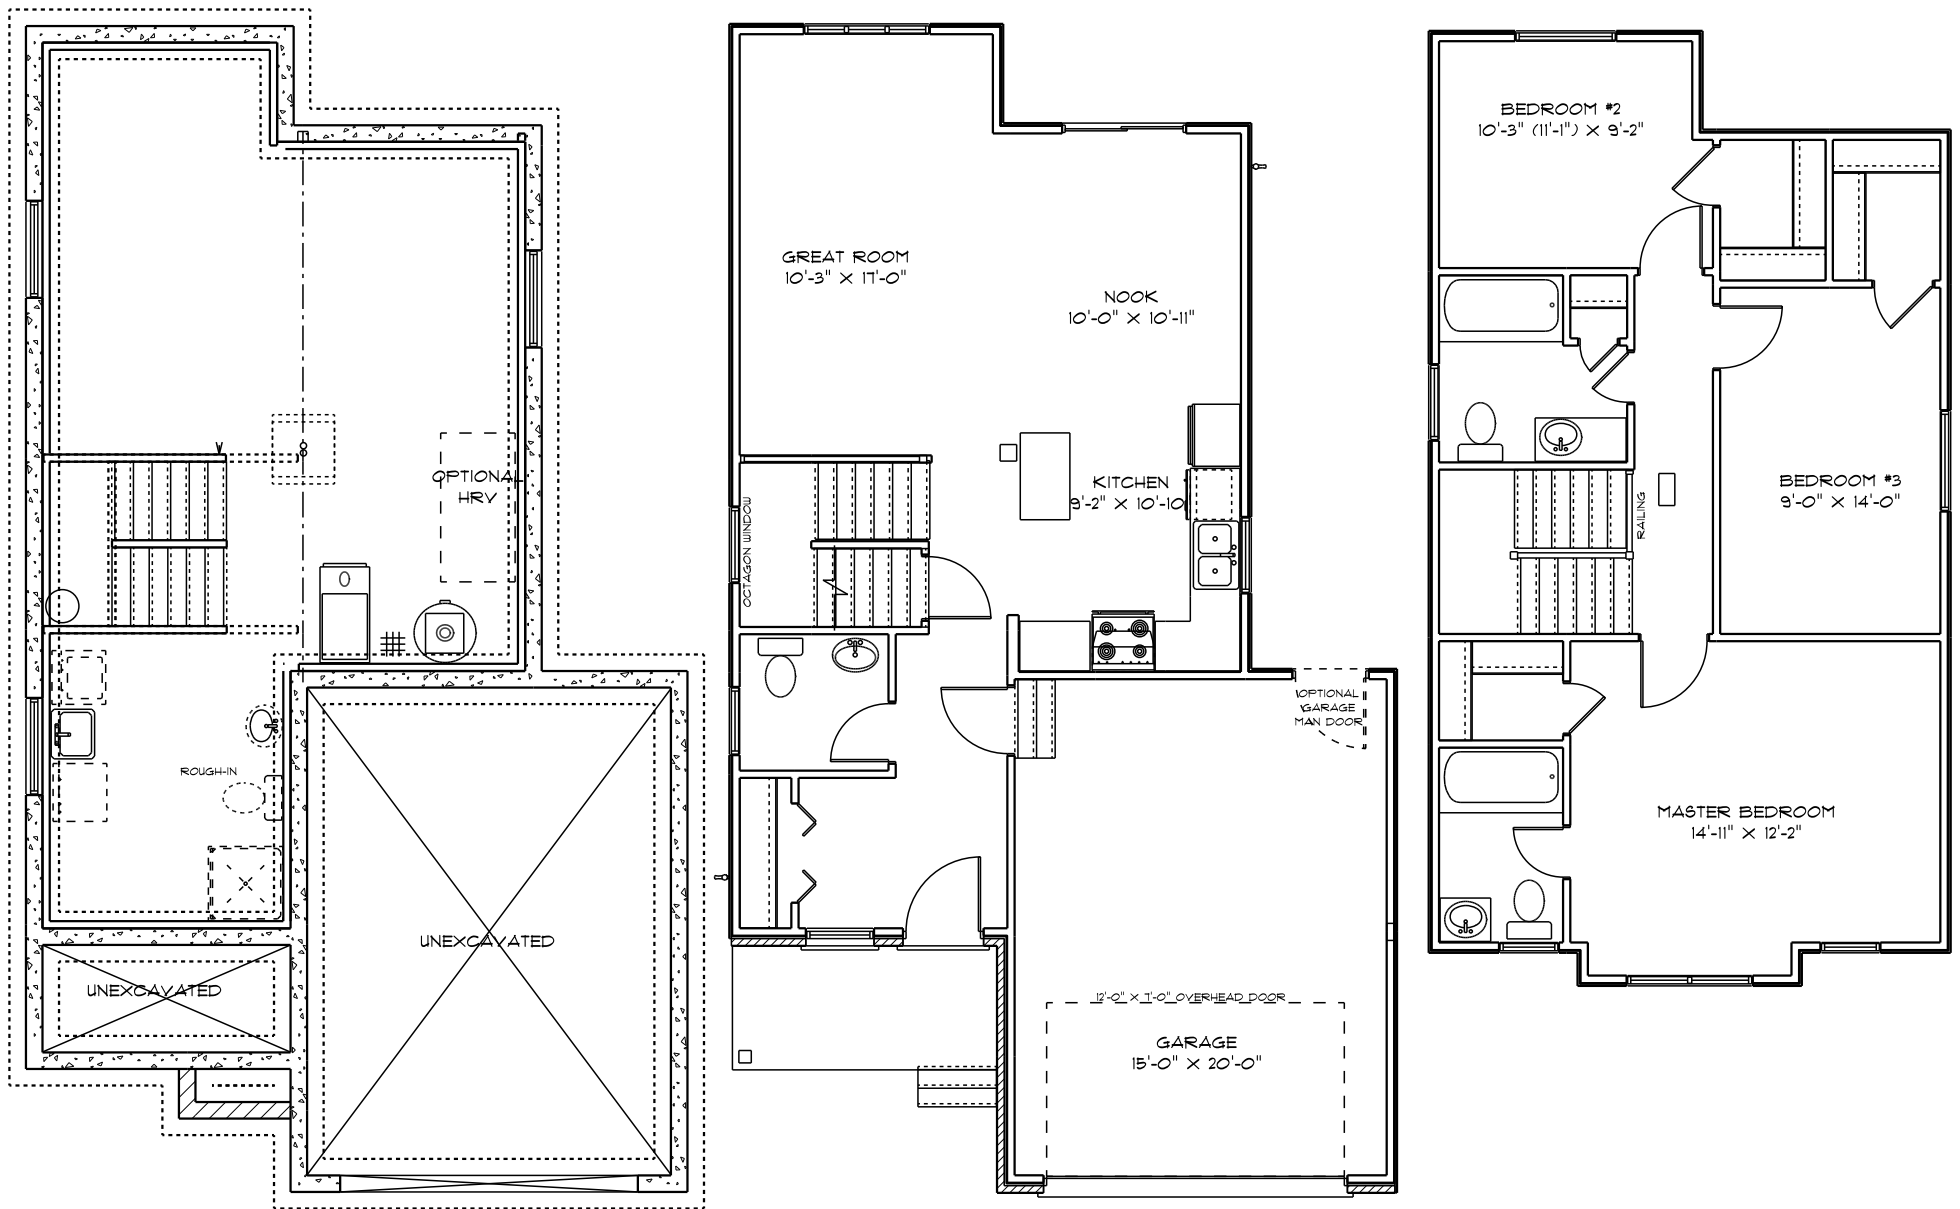 OPTIONAL
HRV
ROUGH-IN
UNEXCAVATED
UNEXCAVATED
GREAT ROOM
10'-3" X 17'-0"
NOOK
10'-0" X 10'-11"
KITCHEN
9'-2" X 10'-10
OCTAGON WINDOW
OPTIONAL
GARAGE
MAN DOOR
12'-0" X 7'-0" OVERHEAD DOOR
GARAGE
15'-0" X 20'-0"
BEDROOM #2
10'-3" (11'-1") X 9'-2"
BEDROOM #3
9'-0" X 14'-0"
RAILING
MASTER BEDROOM
14'-11" X 12'-2"